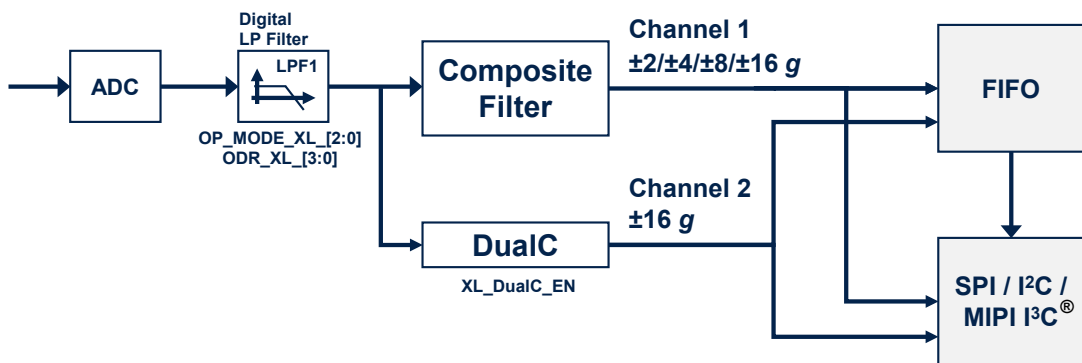 Digital
LP Filter
ADC
LPF1
OP_MODE_XL_[2:0]
ODR_XL_[3:0]
Composite
Filter
Channel 1
±2/±4/±8/±16 g
FIFO
Channel 2
±16 g
DualC
XL_DualC_EN
SPI / I²C /
MIPI I³C®